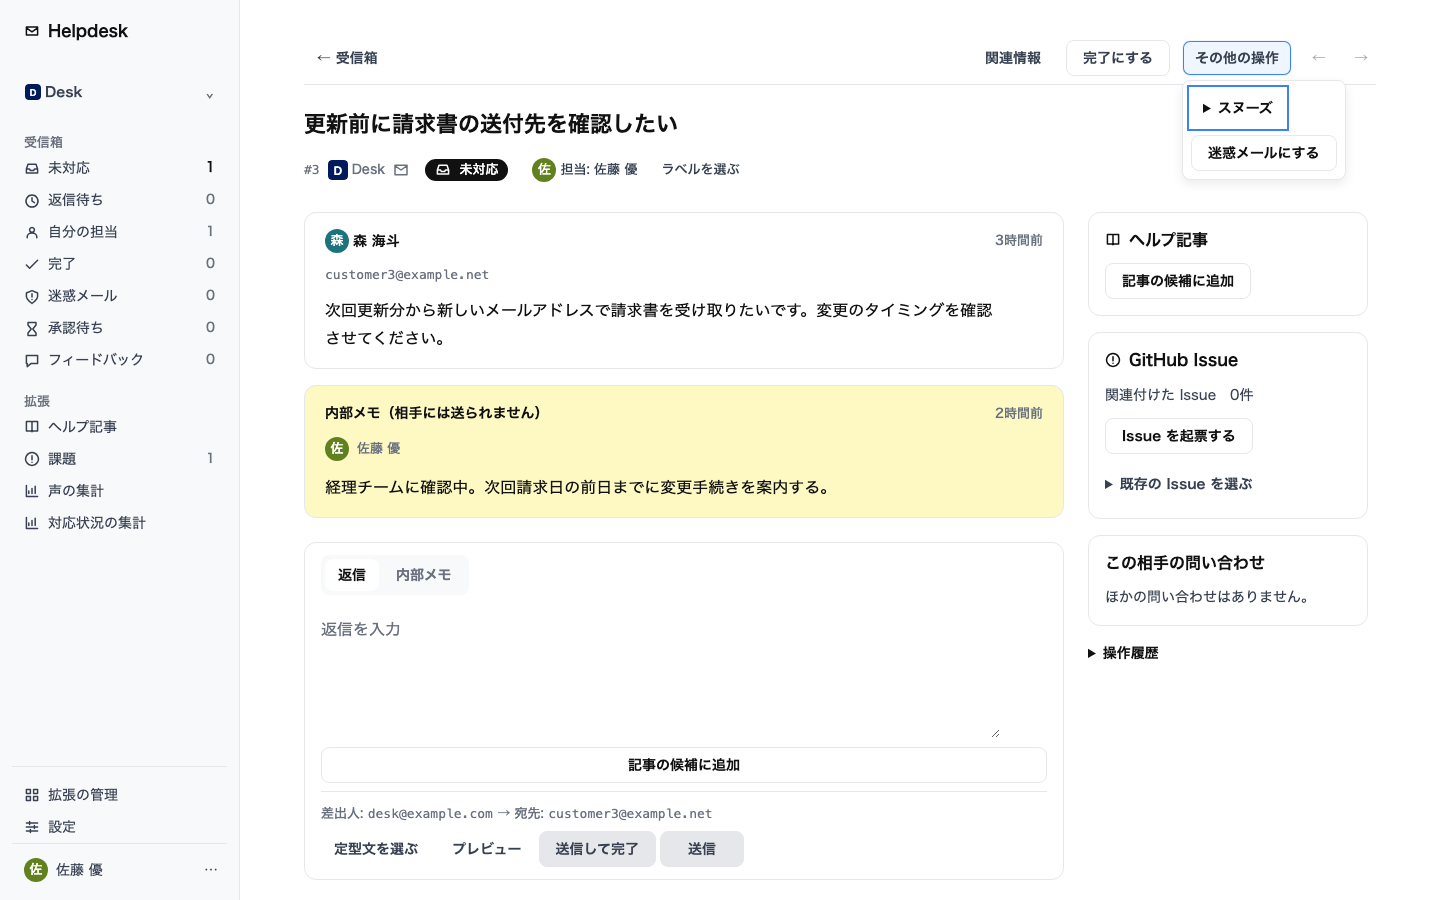 Helpdesk
D Desk
受信箱
未対応 1
返信待ち 0
自分の担当 1
完了 0
迷惑メール 0
承認待ち 0
フィードバック 0
拡張
ヘルプ記事
課題 1
声の集計
対応状況の集計
拡張の管理
設定
佐 佐藤 優 ...
← 受信箱
関連情報 完了にする その他の操作 ← →
▶ スヌーズ
迷惑メールにする
更新前に請求書の送付先を確認したい
#3 D Desk 未対応 佐 担当: 佐藤 優 ラベルを選ぶ
森 森 海斗 3時間前
customer3@example.net
次回更新分から新しいメールアドレスで請求書を受け取りたいです。変更のタイミングを確認
させてください。
内部メモ（相手には送られません） 2時間前
佐 佐藤 優
経理チームに確認中。次回請求日の前日までに変更手続きを案内する。
返信 内部メモ
返信を入力
記事の候補に追加
差出人: desk@example.com → 宛先: customer3@example.net
定型文を選ぶ プレビュー 送信して完了 送信
ヘルプ記事
記事の候補に追加
GitHub Issue
関連付けた Issue 0件
Issue を起票する
▶ 既存の Issue を選ぶ
この相手の問い合わせ
ほかの問い合わせはありません。
▶ 操作履歴